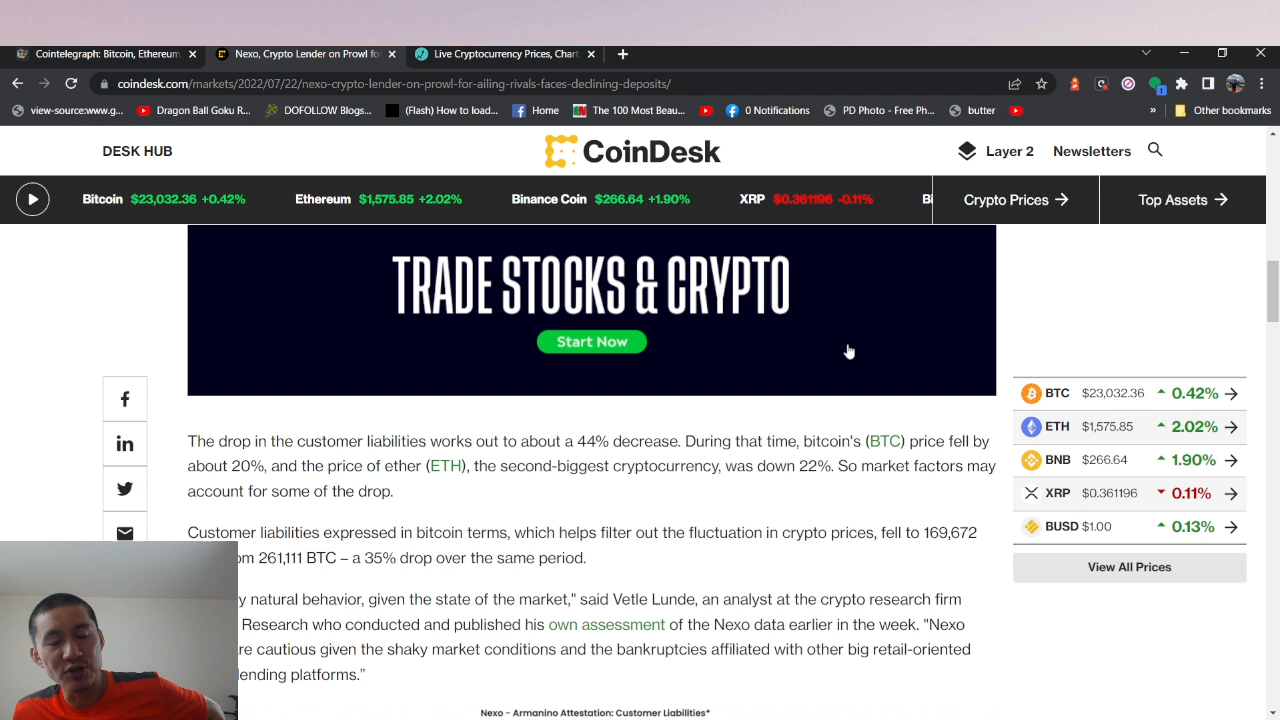 Cointelegraph: Bitcoin, Ethereum
Nexo, Crypto Lender on Prowl fo
Live Cryptocurrency Prices, Chart
coindesk.com/markets/2022/07/22/nexo-crypto-lender-on-prowl-for-ailing-rivals-faces-declining-deposits/
view-source:www.g...
Dragon Ball Goku R...
DOFOLLOW Blogs...
(Flash) How to load...
Home
The 100 Most Beau...
0 Notifications
PD Photo - Free Ph...
butter
»
Other bookmarks
DESK HUB
CoinDesk
Layer 2
Newsletters
Bitcoin $23,032.36 +0.42%
Ethereum $1,575.85 +2.02%
Binance Coin $266.64 +1.90%
XRP $0.361196 -0.11%
Bi
Crypto Prices →
Top Assets →
TRADE STOCKS & CRYPTO
Start Now
The drop in the customer liabilities works out to about a 44% decrease. During that time, bitcoin's (BTC) price fell by
about 20%, and the price of ether (ETH), the second-biggest cryptocurrency, was down 22%. So market factors may
account for some of the drop.
Customer liabilities expressed in bitcoin terms, which helps filter out the fluctuation in crypto prices, fell to 169,672
om 261,111 BTC – a 35% drop over the same period.
y natural behavior, given the state of the market," said Vetle Lunde, an analyst at the crypto research firm
Research who conducted and published his own assessment of the Nexo data earlier in the week. "Nexo
re cautious given the shaky market conditions and the bankruptcies affiliated with other big retail-oriented
lending platforms.”
Nexo - Armanino Attestation: Customer Liabilities*
BTC $23,032.36 0.42% →
ETH $1,575.85 2.02% →
BNB $266.64 1.90% →
XRP $0.361196 0.11% →
BUSD $1.00 0.13% →
View All Prices